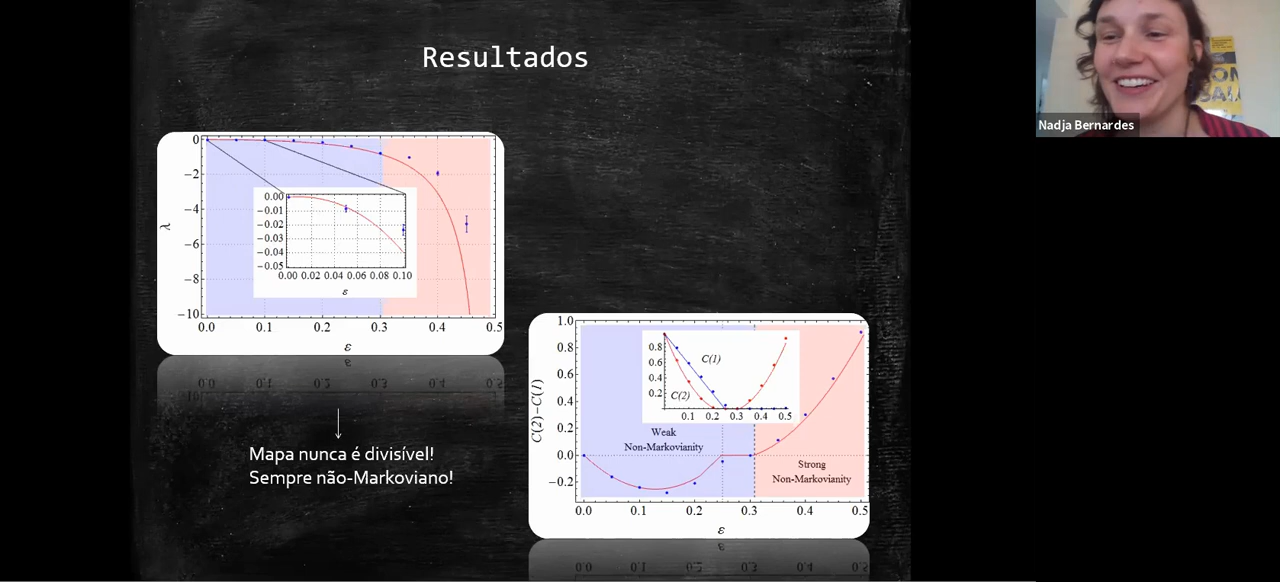 Resultados
Nadja Bernardes
0
−2
−4
−6
−8
−10
λ
0.0 0.1 0.2 0.3 0.4 0.5
ε
0.00
−0.01
−0.02
−0.03
−0.04
−0.05
0.00 0.02 0.04 0.06 0.08 0.10
ε
Mapa nunca é divisível!
Sempre não-Markoviano!
C(2)−C(1)
1.0
0.8
0.6
0.4
0.2
0.0
−0.2
0.0 0.1 0.2 0.3 0.4 0.5
ε
0.8
0.6
0.4
0.2
0.1 0.2 0.3 0.4 0.5
C(1)
C(2)
Weak
Non-Markovianity
Strong
Non-Markovianity